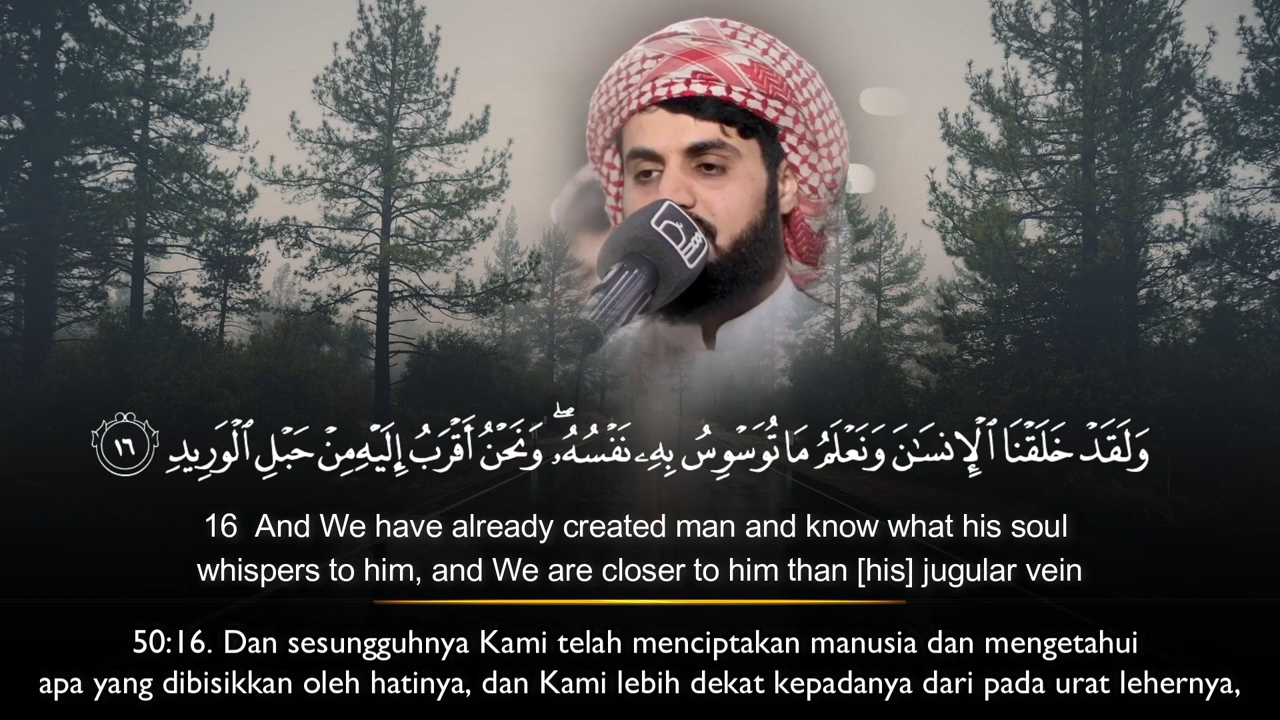 وَلَقَدْ خَلَقْنَا ٱلْإِنسَـٰنَ وَنَعْلَمُ مَا تُوَسْوِسُ بِهِۦ نَفْسُهُۥ ۖ وَنَحْنُ أَقْرَبُ إِلَيْهِ مِنْ حَبْلِ ٱلْوَرِيدِ ١٦
16 And We have already created man and know what his soul
whispers to him, and We are closer to him than [his] jugular vein
50:16. Dan sesungguhnya Kami telah menciptakan manusia dan mengetahui
apa yang dibisikkan oleh hatinya, dan Kami lebih dekat kepadanya dari pada urat lehernya,